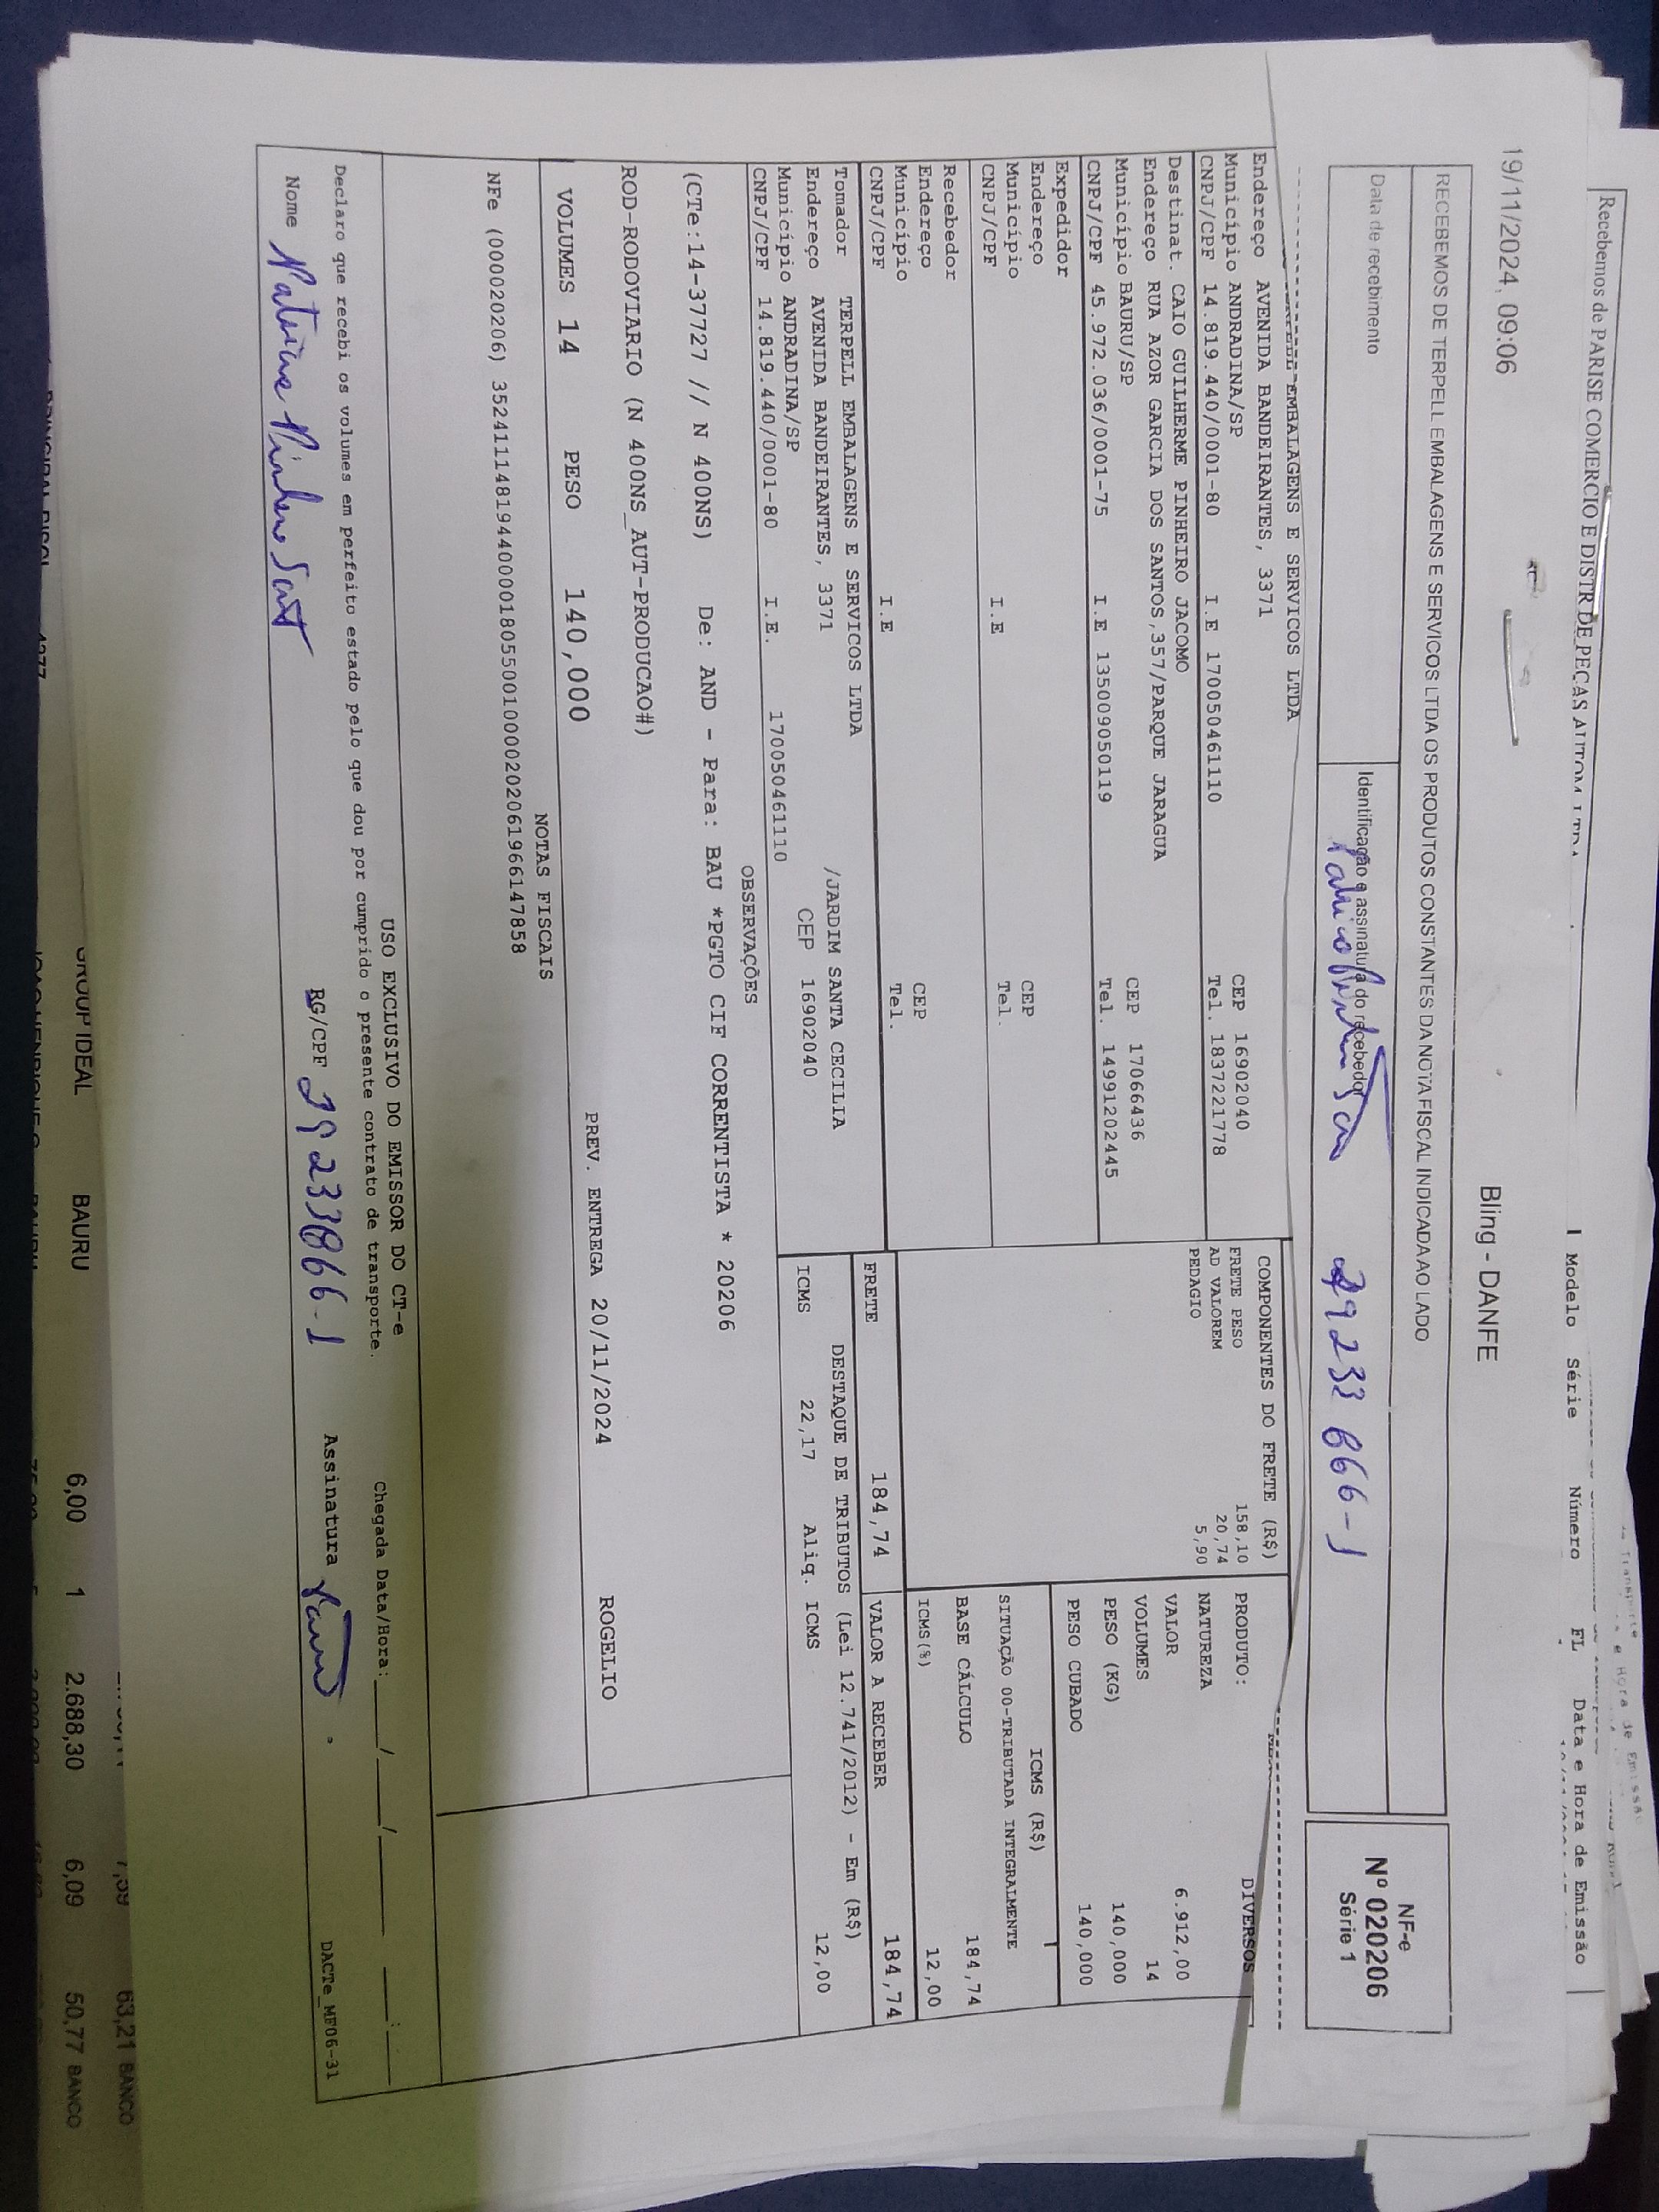 Recebemos de PARISE COMERCIO E DISTR DE PEÇAS AUTOM LTDA
Modelo Série Número FL Data e Hora de Emissão
19/11/2024, 09:06 Bling - DANFE
RECEBEMOS DE TERPELL EMBALAGENS E SERVICOS LTDA OS PRODUTOS CONSTANTES DA NOTA FISCAL INDICADA AO LADO
Data de recebimento
Identificação e assinatura do recebedor
NF-e
Nº 020206
Série 1
EMBALAGENS E SERVICOS LTDA
Endereço AVENIDA BANDEIRANTES, 3371
Município ANDRADINA/SP CEP 16902040
CNPJ/CPF 14.819.440/0001-80 I.E 170050461110 Tel. 1837221778
Destinat. CAIO GUILHERME PINHEIRO JACOMO
Endereço RUA AZOR GARCIA DOS SANTOS,357/PARQUE JARAGUA
Município BAURU/SP CEP 17066436
CNPJ/CPF 45.972.036/0001-75 I.E 135009050119 Tel. 14991202445
Expedidor
Endereço
Município CEP
CNPJ/CPF I.E Tel.
Recebedor
Endereço
Município CEP
CNPJ/CPF I.E Tel.
Tomador TERPELL EMBALAGENS E SERVICOS LTDA
Endereço AVENIDA BANDEIRANTES, 3371 /JARDIM SANTA CECILIA
Município ANDRADINA/SP CEP 16902040
CNPJ/CPF 14.819.440/0001-80 I.E. 170050461110
COMPONENTES DO FRETE (R$)
FRETE PESO 158,10
AD VALOREM 20,74
PEDAGIO 5,90
PRODUTO: DIVERSOS
NATUREZA
VALOR 6.912,00
VOLUMES 14
PESO (KG) 140,000
PESO CUBADO 140,000
ICMS (R$)
SITUAÇÃO 00-TRIBUTADA INTEGRALMENTE
BASE CÁLCULO 184,74
ICMS(%) 12,00
FRETE 184,74 VALOR A RECEBER 184,74
DESTAQUE DE TRIBUTOS (Lei 12.741/2012) - Em (R$)
ICMS 22,17 Aliq. ICMS 12,00
OBSERVAÇÕES
(CTe:14-37727 // N 400NS) De: AND - Para: BAU *PGTO CIF CORRENTISTA * 20206
ROD-RODOVIARIO (N 400NS_AUT-PRODUCAO#)
VOLUMES 14 PESO 140,000 PREV. ENTREGA 20/11/2024 ROGELIO
NOTAS FISCAIS
NFe (000020206) 35241114819440000180550010000202061966147858
USO EXCLUSIVO DO EMISSOR DO CT-e
Declaro que recebi os volumes em perfeito estado pelo que dou por cumprido o presente contrato de transporte. Chegada Data/Hora: ___/___/_____ ___:___
Nome RG/CPF Assinatura
DACTe_MF06-31
63,21 BANCO
GROUP IDEAL BAURU 6,00 1 2.688,30 6,09 50,77 BANCO